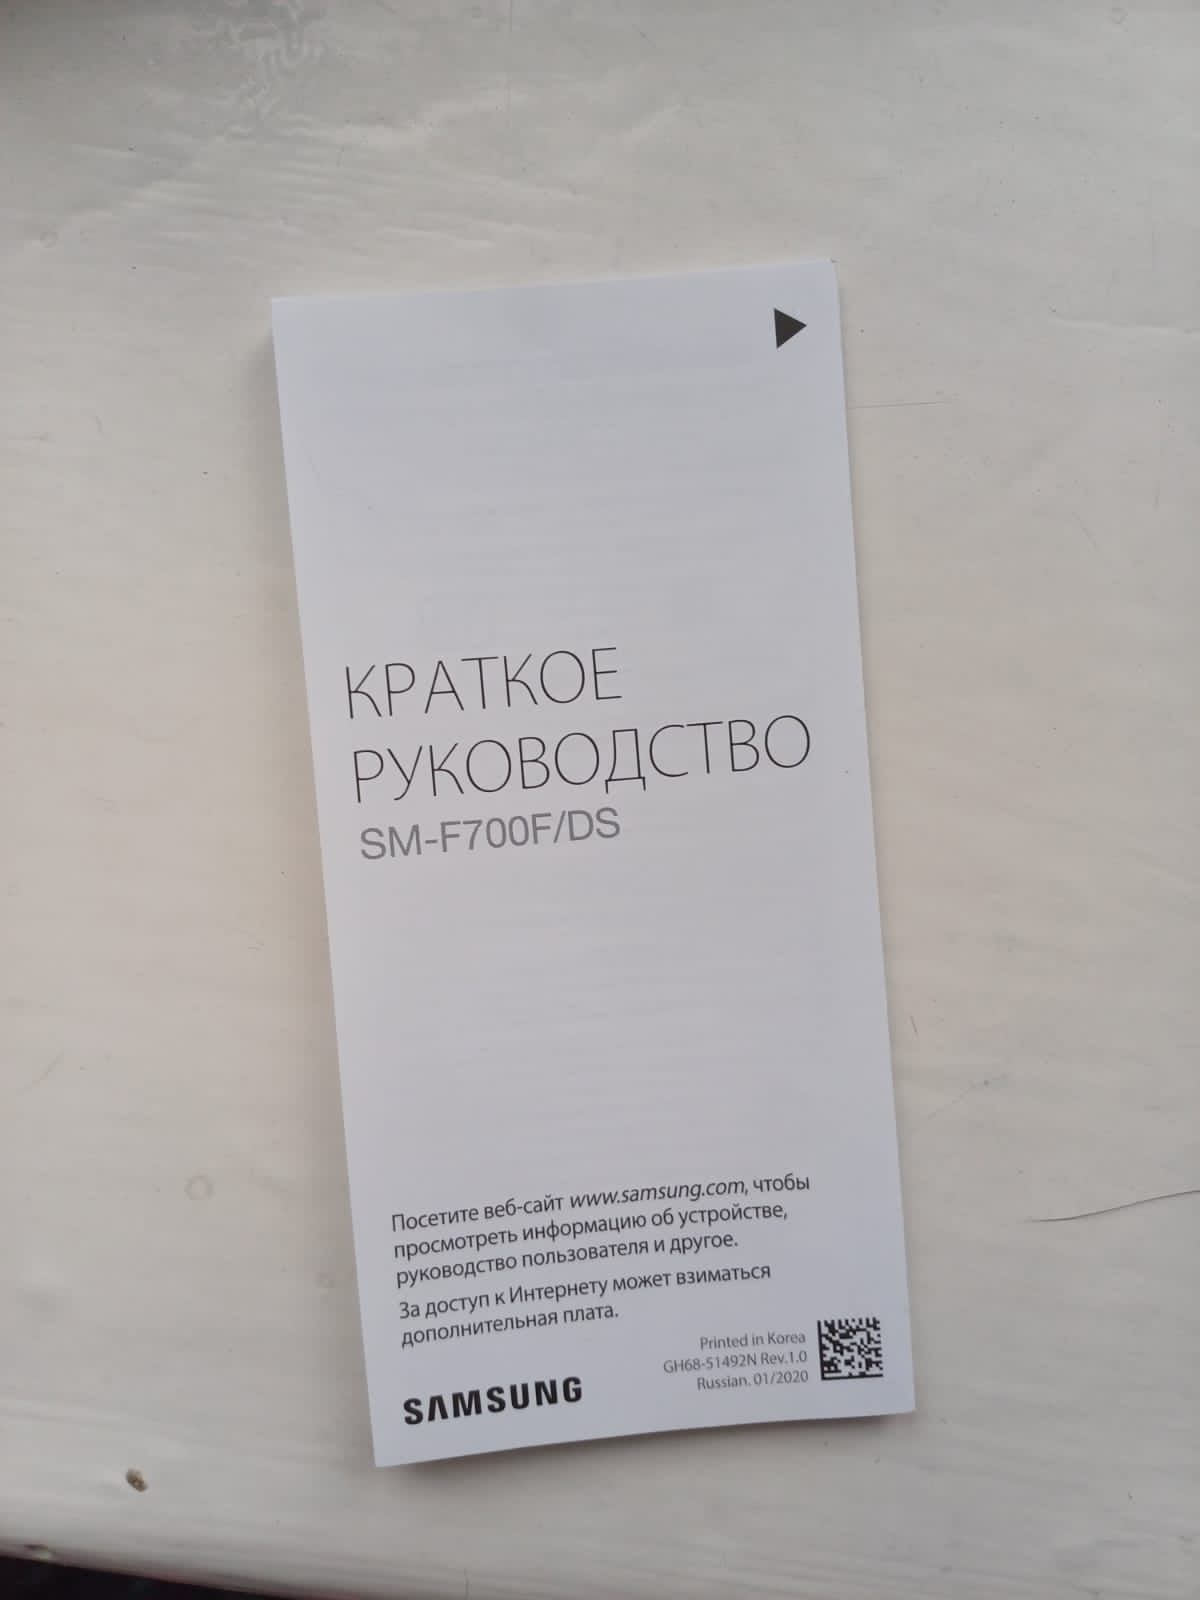 КРАТКОЕ
РУКОВОДСТВО
SM-F700F/DS
Посетите веб-сайт www.samsung.com, чтобы
просмотреть информацию об устройстве,
руководство пользователя и другое.
За доступ к Интернету может взиматься
дополнительная плата.
Printed in Korea
GH68-51492N Rev.1.0
Russian. 01/2020
SAMSUNG